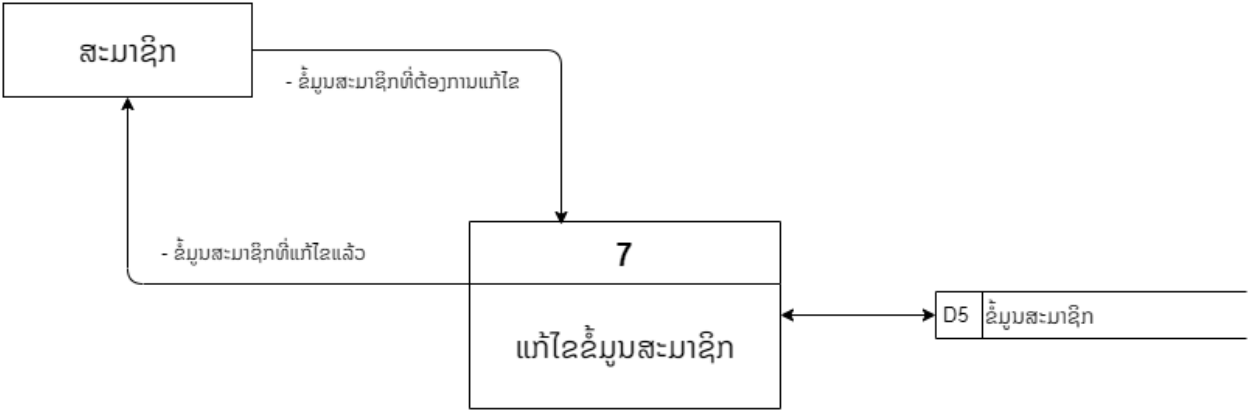 ສະມາຊິກ
- ຂໍ້ມູນສະມາຊິກທີ່ຕ້ອງການແກ້ໄຂ
- ຂໍ້ມູນສະມາຊິກທີ່ແກ້ໄຂແລ້ວ
7
ແກ້ໄຂຂໍ້ມູນສະມາຊິກ
D5 ຂໍ້ມູນສະມາຊິກ